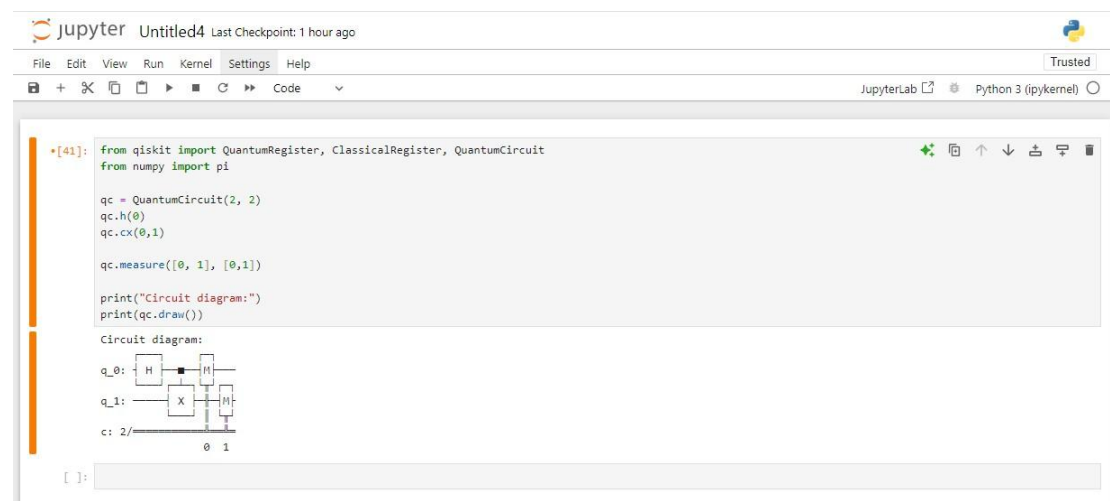 jupyter Untitled4 Last Checkpoint: 1 hour ago
File Edit View Run Kernel Settings Help Trusted
Code JupyterLab Python 3 (ipykernel)
[41]: from qiskit import QuantumRegister, ClassicalRegister, QuantumCircuit
from numpy import pi
qc = QuantumCircuit(2, 2)
qc.h(0)
qc.cx(0,1)
qc.measure([0, 1], [0,1])
print("Circuit diagram:")
print(qc.draw())
Circuit diagram:
q_0: H M
q_1: X M
c: 2/
0 1
[ ]: